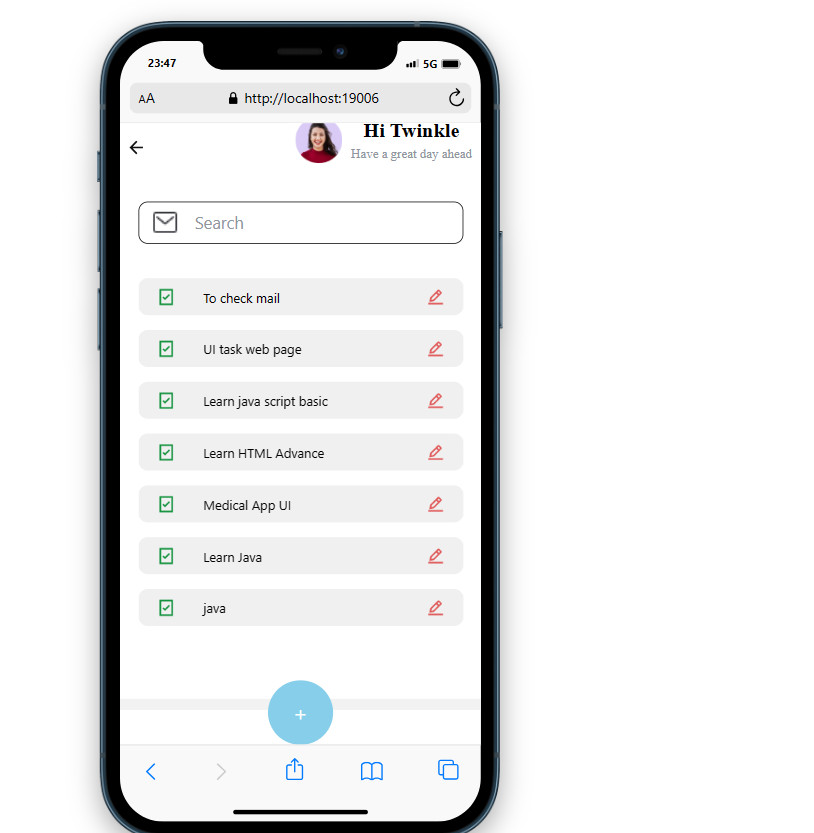 23:47
5G
AA
http://localhost:19006
Hi Twinkle
Have a great day ahead
Search
To check mail
UI task web page
Learn java script basic
Learn HTML Advance
Medical App UI
Learn Java
java
+